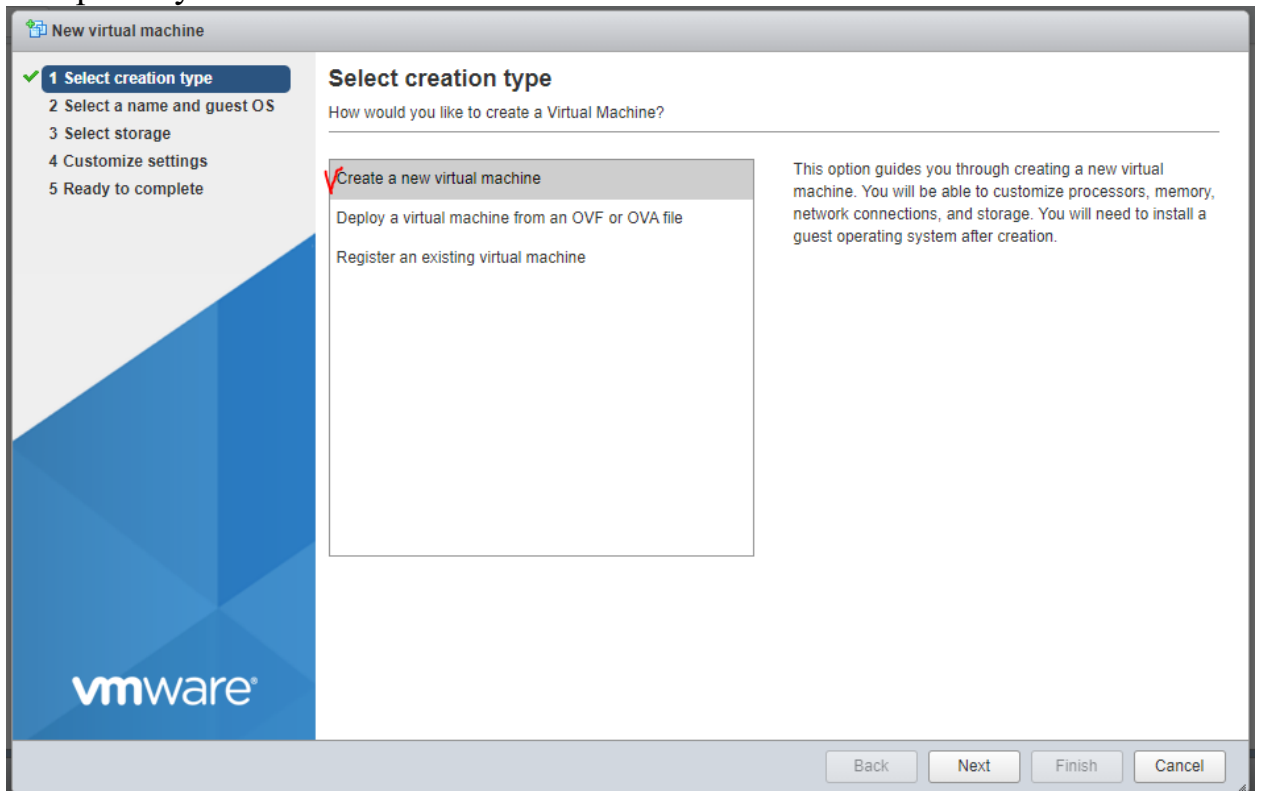 New virtual machine
1 Select creation type
2 Select a name and guest OS
3 Select storage
4 Customize settings
5 Ready to complete
Select creation type
How would you like to create a Virtual Machine?
Create a new virtual machine
Deploy a virtual machine from an OVF or OVA file
Register an existing virtual machine
This option guides you through creating a new virtual
machine. You will be able to customize processors, memory,
network connections, and storage. You will need to install a
guest operating system after creation.
vmware®
Back
Next
Finish
Cancel